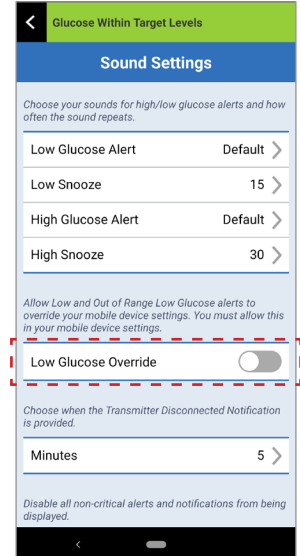 Glucose Within Target Levels
Sound Settings
Choose your sounds for high/low glucose alerts and how
often the sound repeats.
Low Glucose Alert Default
Low Snooze 15
High Glucose Alert Default
High Snooze 30
Allow Low and Out of Range Low Glucose alerts to
override your mobile device settings. You must allow this
in your mobile device settings.
Low Glucose Override
Choose when the Transmitter Disconnected Notification
is provided.
Minutes 5
Disable all non-critical alerts and notifications from being
displayed.